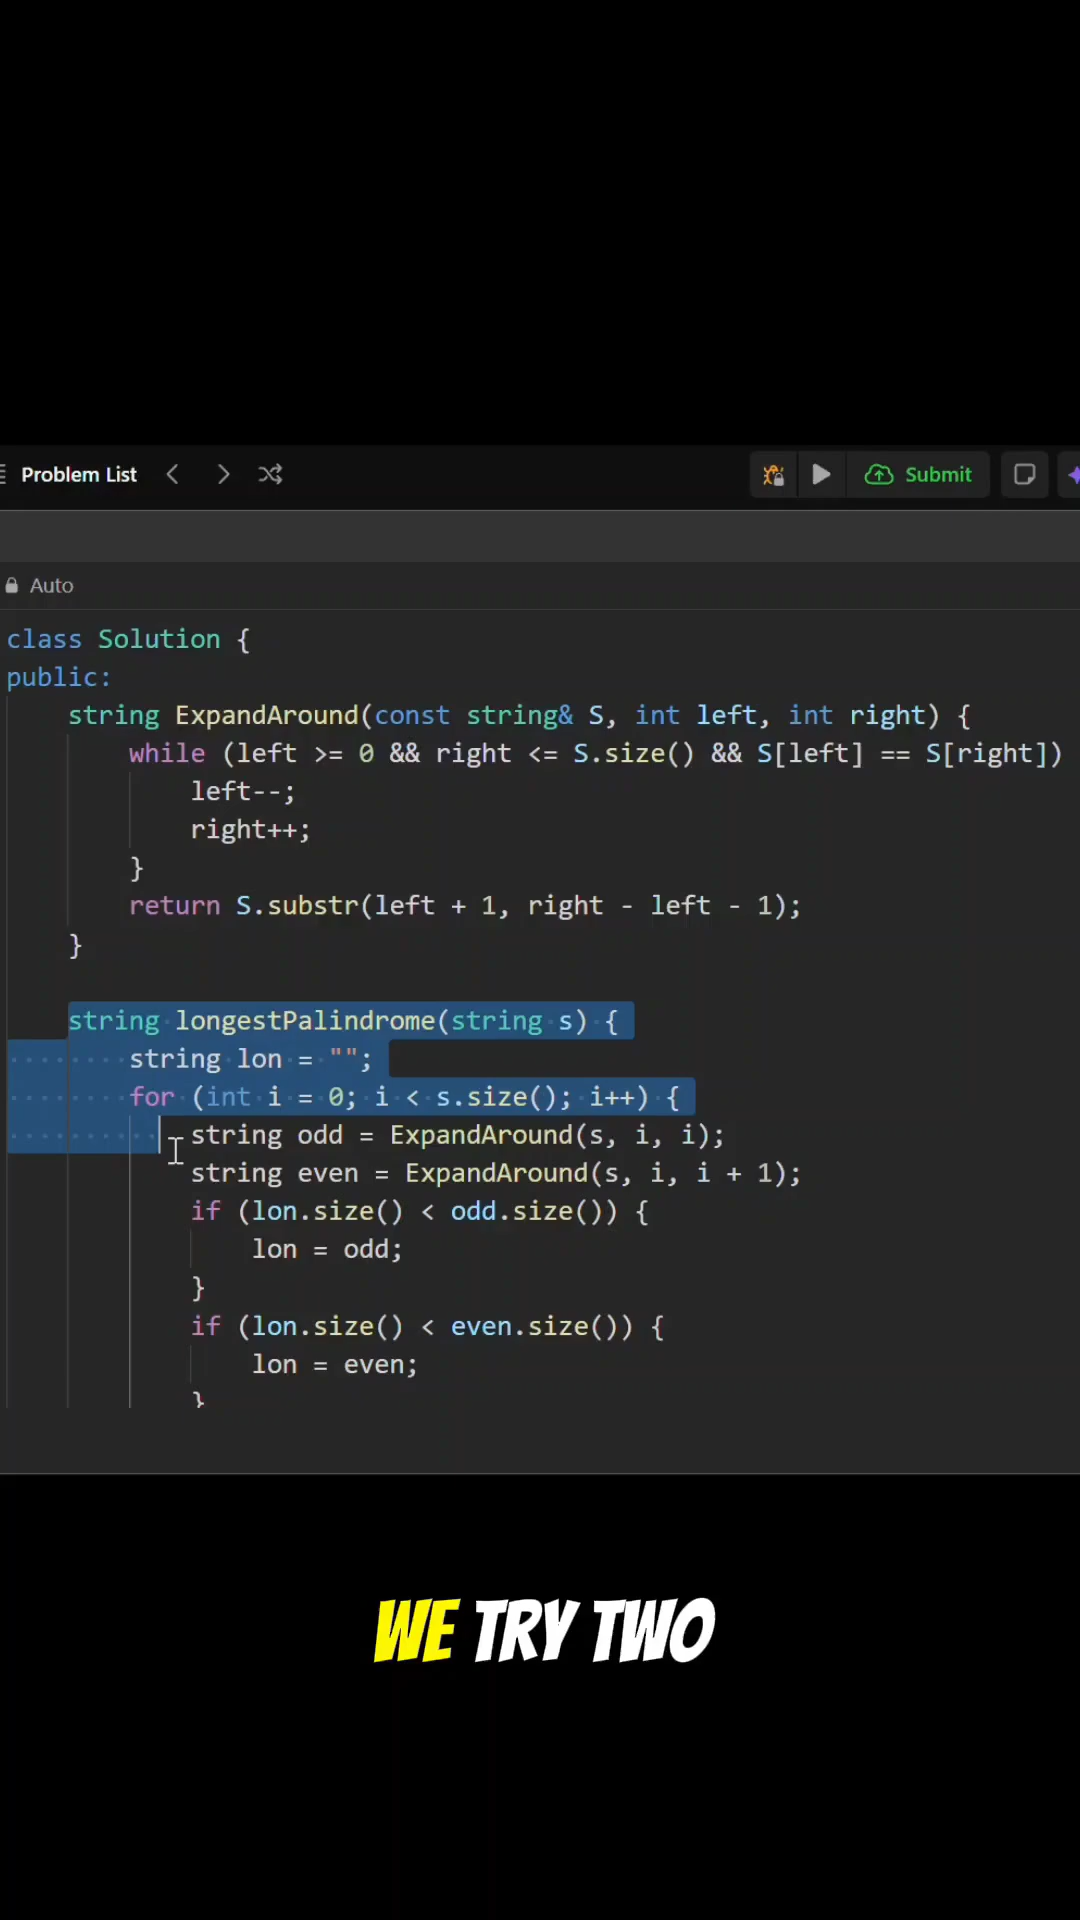 Problem List
Submit
Auto
class Solution {
public:
    string ExpandAround(const string& S, int left, int right) {
        while (left >= 0 && right <= S.size() && S[left] == S[right])
            left--;
            right++;
        }
        return S.substr(left + 1, right - left - 1);
    }
    string longestPalindrome(string s) {
        string lon = "";
        for (int i = 0; i < s.size(); i++) {
            string odd = ExpandAround(s, i, i);
            string even = ExpandAround(s, i, i + 1);
            if (lon.size() < odd.size()) {
                lon = odd;
            }
            if (lon.size() < even.size()) {
                lon = even;
            }
WE TRY TWO